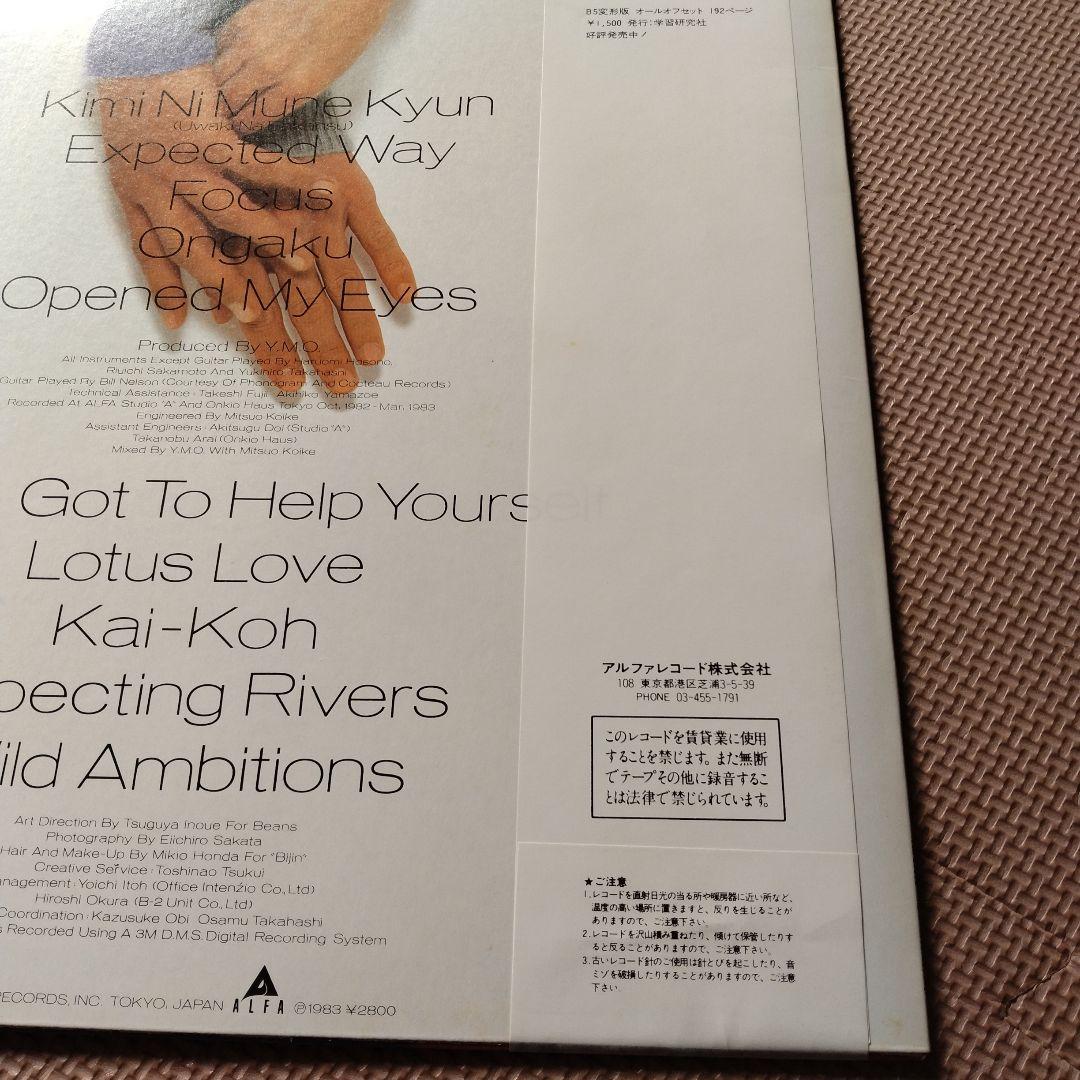 Kimi Ni Mune Kyun
Expected Way
Focus
Ongaku
Opened My Eyes
Produced By Y.M.O.
All Instruments Except Guitar Played By Haruomi Hosono,
Riuichi Sakamoto And Yukihiro Takahashi
Guitar Played By Bill Nelson (Courtesy Of Phonogram And Cocteau Records)
Technical Assistance : Takeshi Fujii Akihiko Yamazoe
Recorded At ALFA Studio "A" And Onkio Haus Tokyo Oct, 1982 - Mar, 1983
Engineered By Mitsuo Koike
Assistant Engineers : Akitsugu Doi (Studio "A")
Takanobu Arai (Onkio Haus)
Mixed By Y.M.O. With Mitsuo Koike
Got To Help Yourself
Lotus Love
Kai-Koh
pecting Rivers
ild Ambitions
Art Direction By Tsuguya Inoue For Beans
Photography By Eiichiro Sakata
Hair And Make-Up By Mikio Honda For "Bijin"
Creative Service : Toshinao Tsukui
nagement : Yoichi Itoh (Office Intenzio Co., Ltd)
Hiroshi Okura (B-2 Unit Co., Ltd)
Coordination : Kazusuke Obi Osamu Takahashi
s Recorded Using A 3M D.M.S. Digital Recording System
RECORDS, INC. TOKYO, JAPAN ALFA Ⓟ1983 ¥2800
B5変形版 オールオフセット 192ページ
¥1,500 発行:学習研究社
好評発売中!
アルファレコード株式会社
108 東京都港区芝浦3-5-39
PHONE 03-455-1791
このレコードを賃貸業に使用
することを禁じます。また無断
でテープその他に録音するこ
とは法律で禁じられています。
★ご注意
1.レコードを直射日光の当る所や暖房器に近い所など、
温度の高い場所に置きますと、反りを生じることが
ありますので、ご注意下さい。
2.レコードを沢山積み重ねたり、傾けて保管したりす
ると反ることがありますので、ご注意下さい。
3.古いレコード針のご使用は針とびを起こしたり、音
ミゾを破損したりすることがありますので、ご注意
下さい。